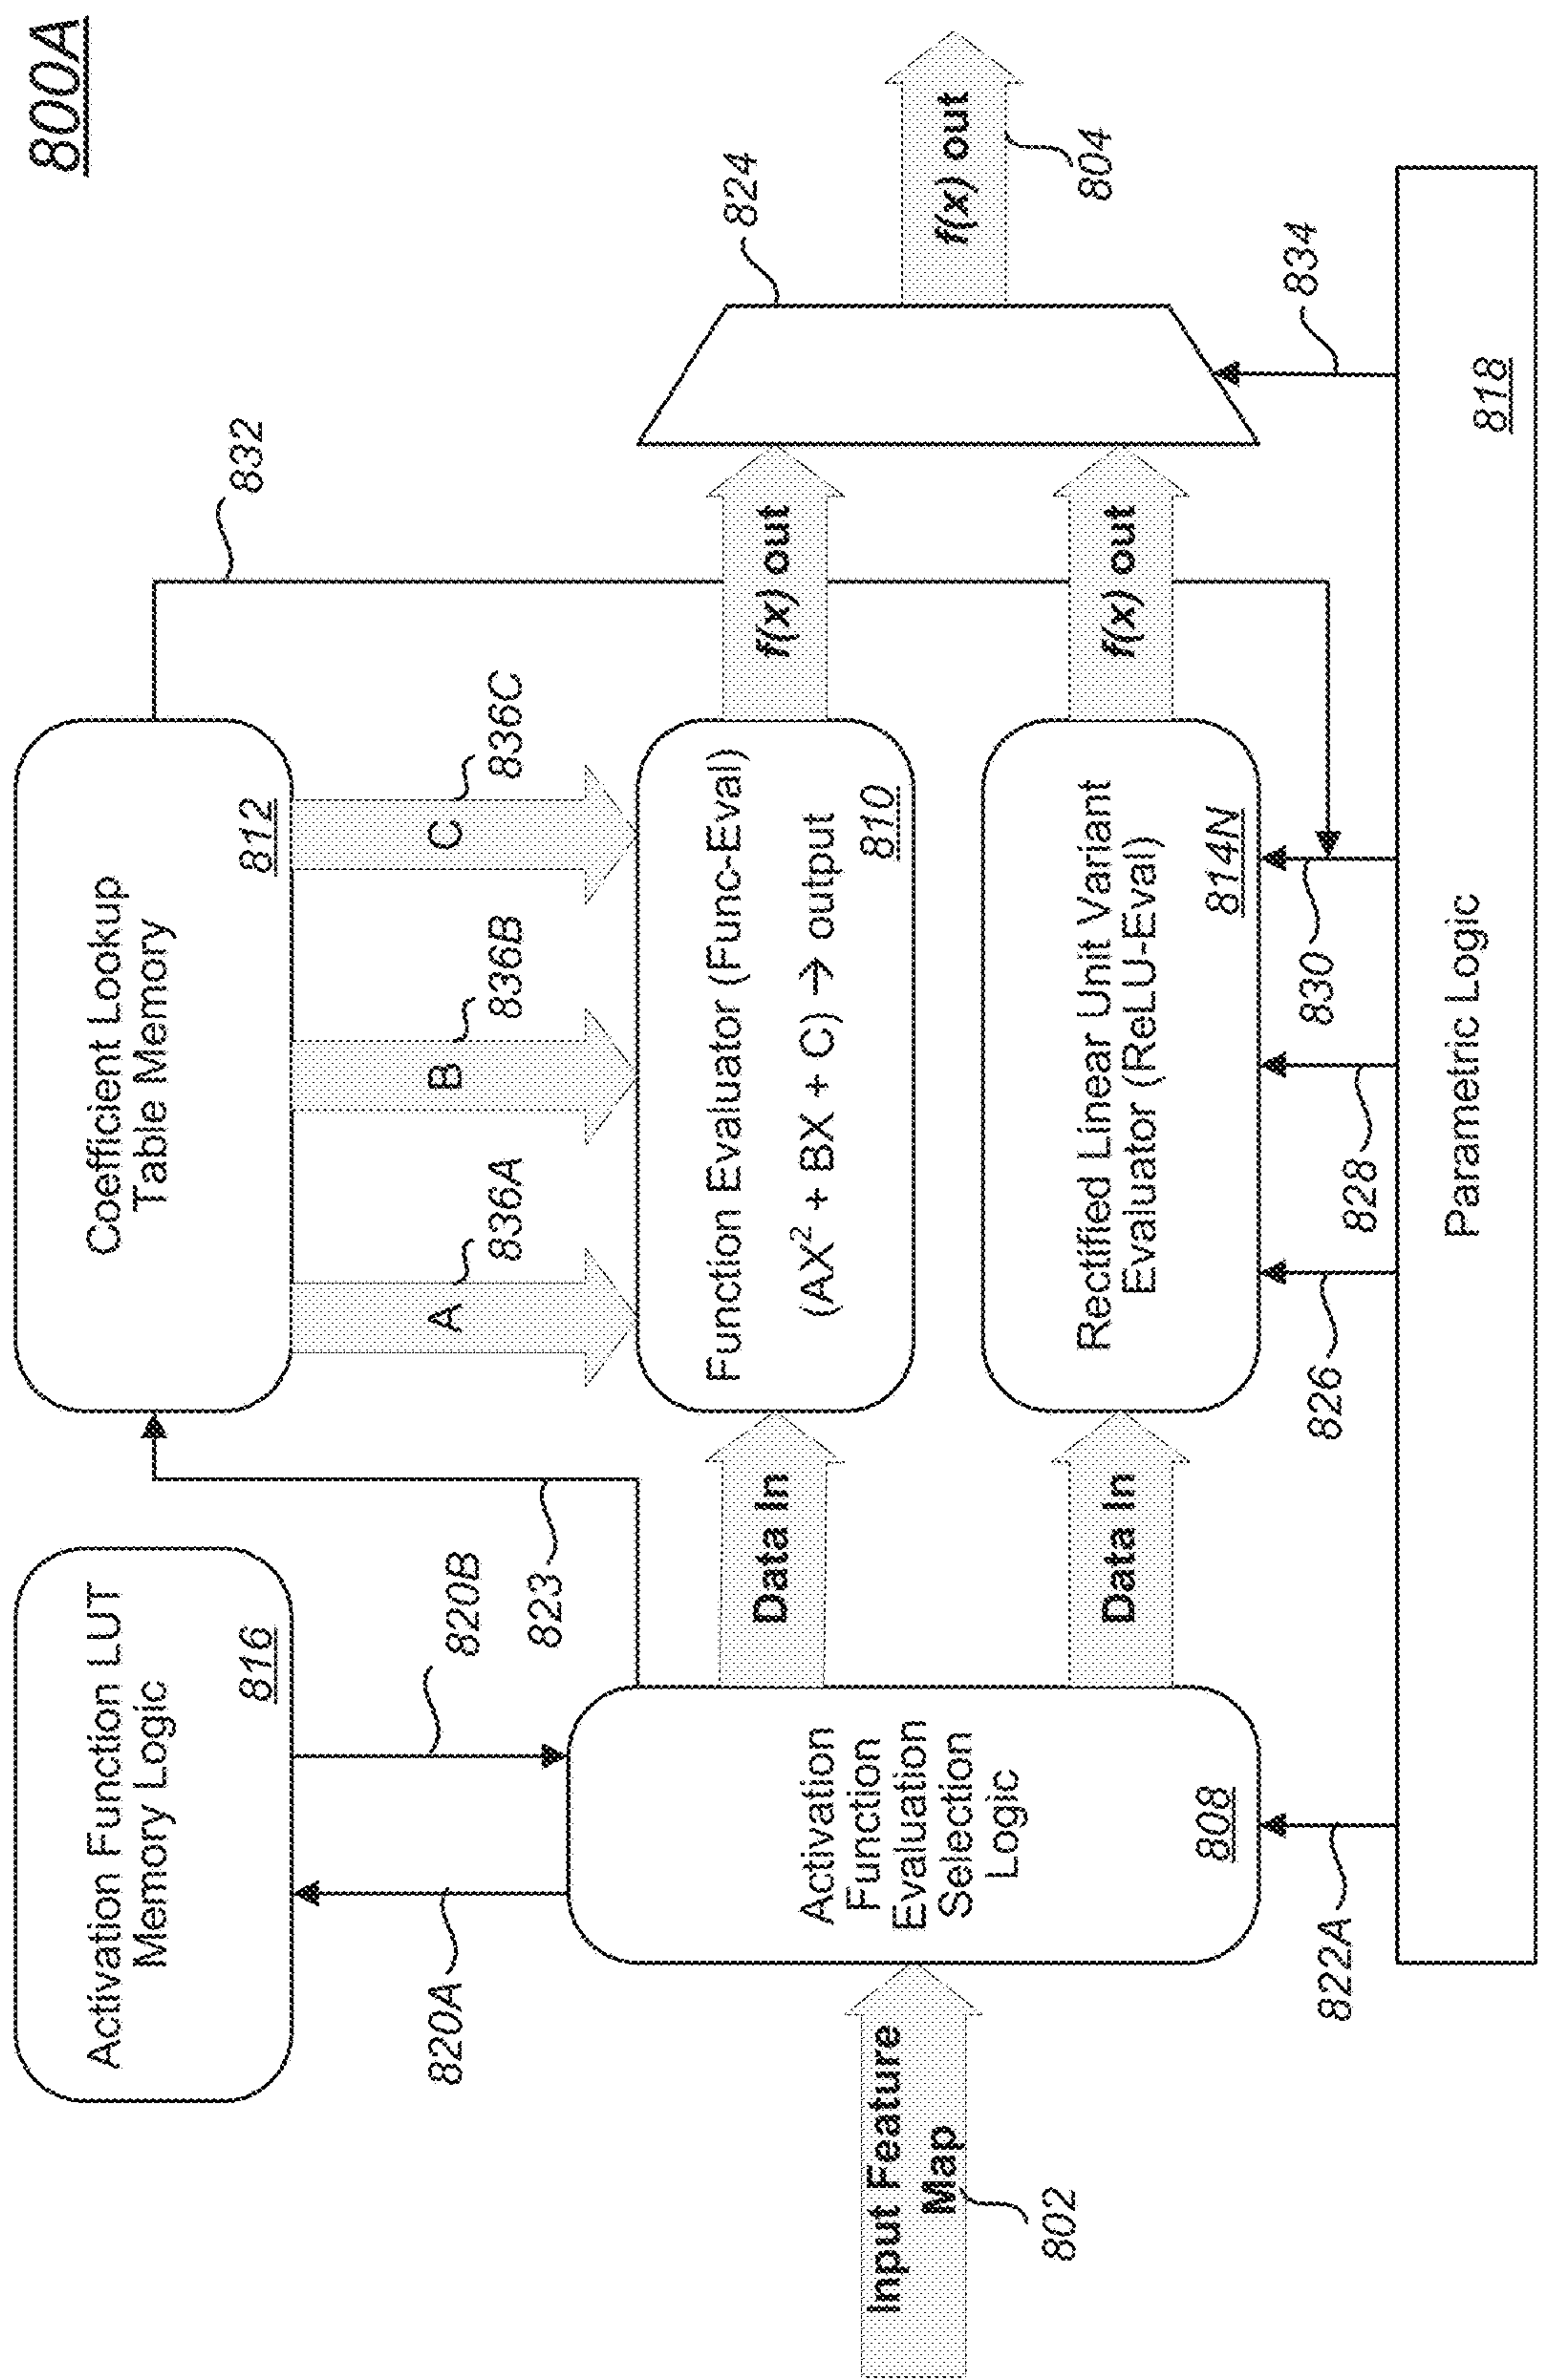 800A
Activation Function LUT
Memory Logic
816
Coefficient Lookup
Table Memory
812
832
820A
820B
823
A
836A
B
836B
C
836C
824
Input Feature
Map
802
Activation
Function
Evaluation
Selection
Logic
808
Data In
Function Evaluator (Func-Eval)
(AX² + BX + C) → output
810
f(x) out
f(x) out
804
Data In
Rectified Linear Unit Variant
Evaluator (ReLU-Eval)
814N
f(x) out
822A
826
828
830
834
Parametric Logic
818